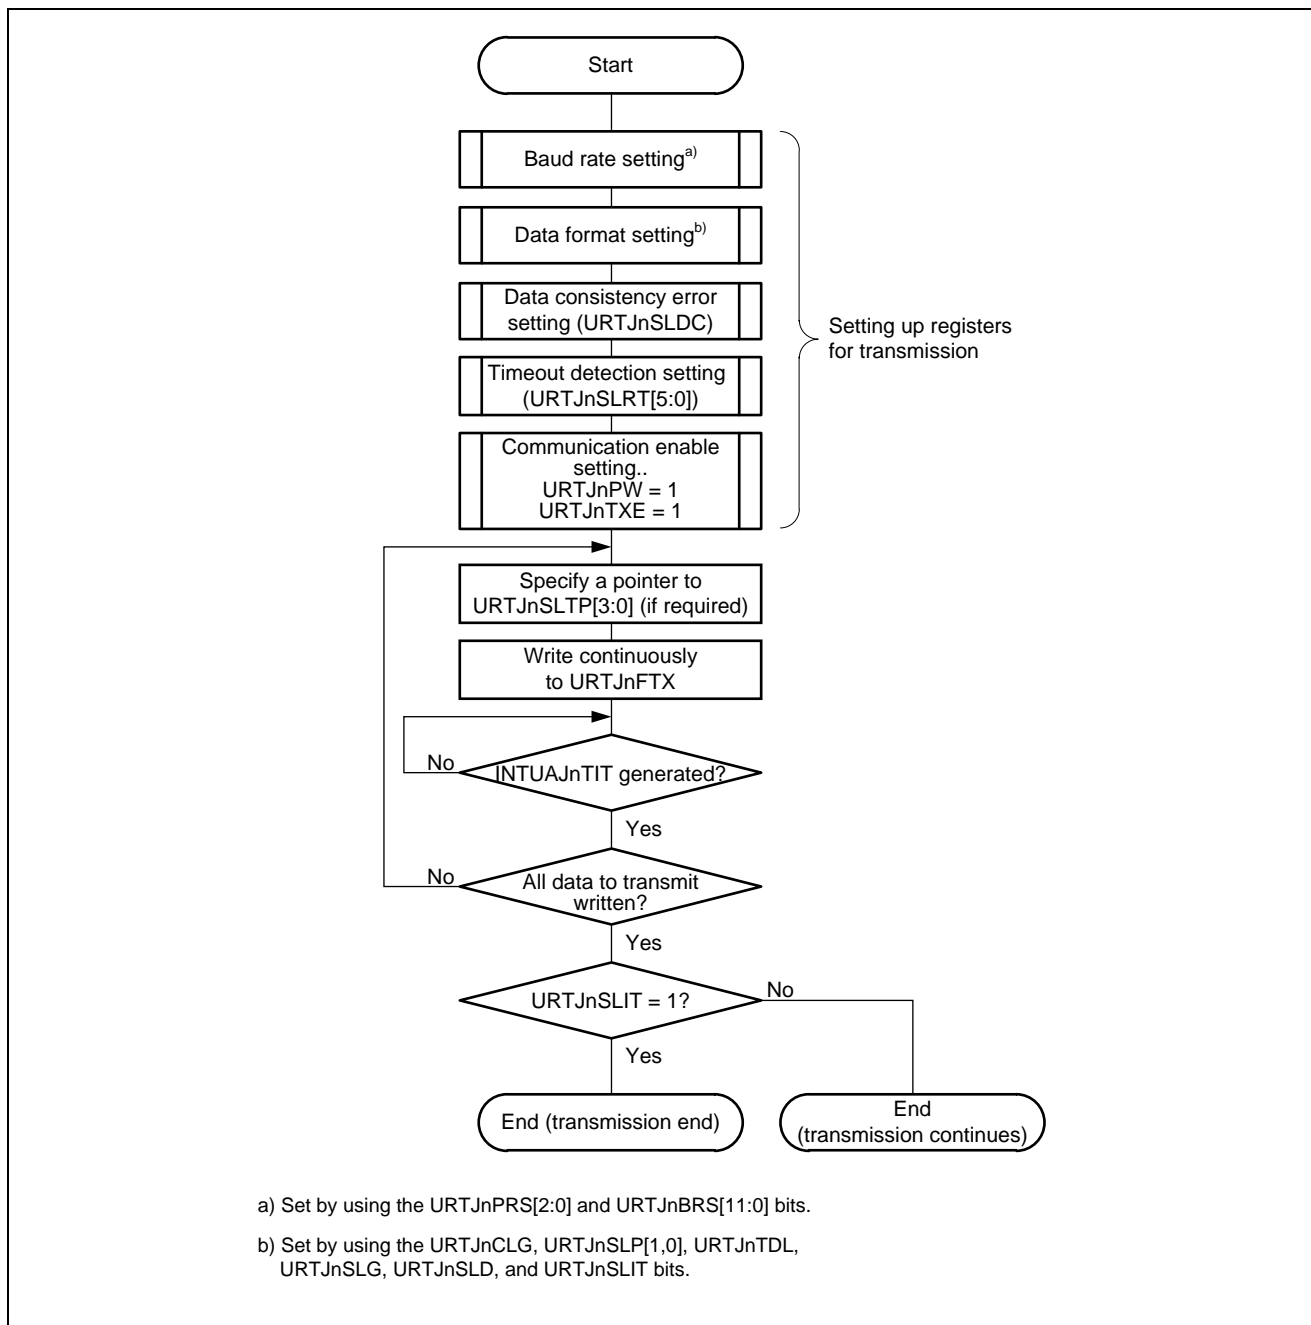 Start
Baud rate setting a)
Data format setting b)
Data consistency error
setting (URTJnSLDC)
Timeout detection setting
(URTJnSLRT[5:0])
Communication enable
setting..
URTJnPW = 1
URTJnTXE = 1
Setting up registers
for transmission
Specify a pointer to
URTJnSLTP[3:0] (if required)
Write continuously
to URTJnFTX
No
INTUAJnTIT generated?
Yes
No
All data to transmit
written?
Yes
URTJnSLIT = 1?
No
Yes
End (transmission end)
End
(transmission continues)
a) Set by using the URTJnPRS[2:0] and URTJnBRS[11:0] bits.
b) Set by using the URTJnCLG, URTJnSLP[1,0], URTJnTDL,
URTJnSLG, URTJnSLD, and URTJnSLIT bits.